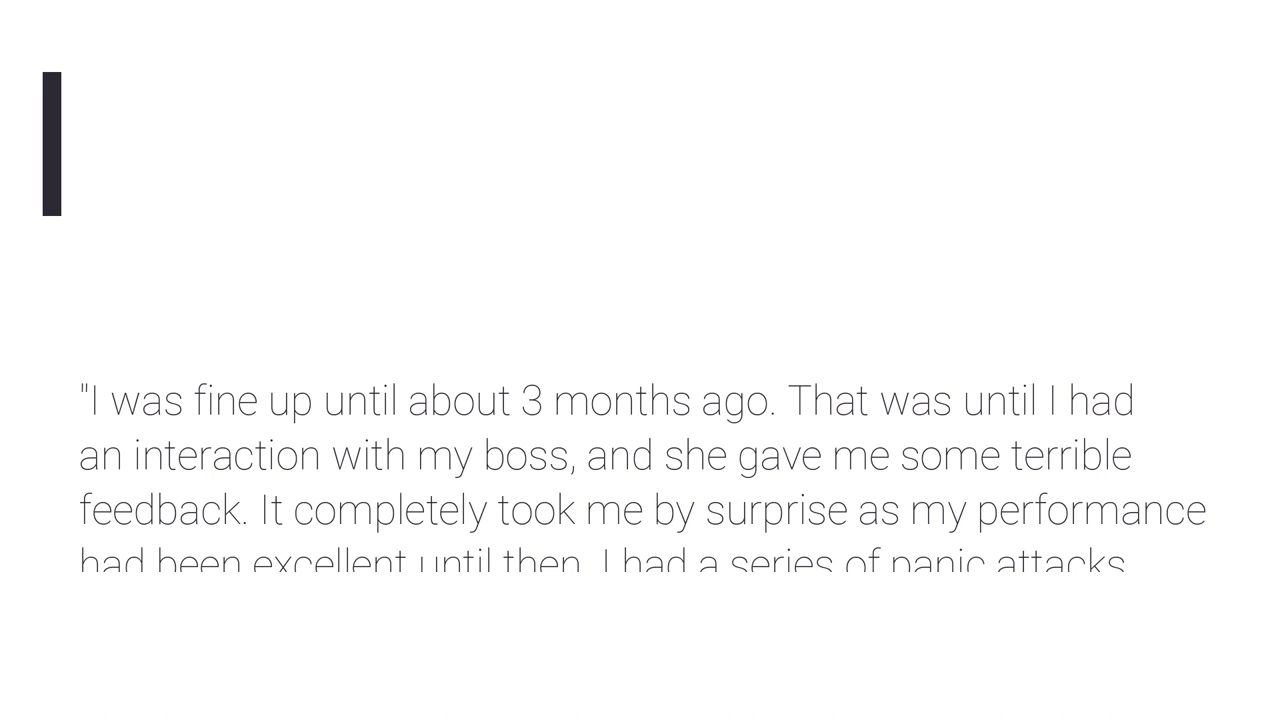 "I was fine up until about 3 months ago. That was until I had
an interaction with my boss, and she gave me some terrible
feedback. It completely took me by surprise as my performance
had been excellent until then. I had a series of panic attacks